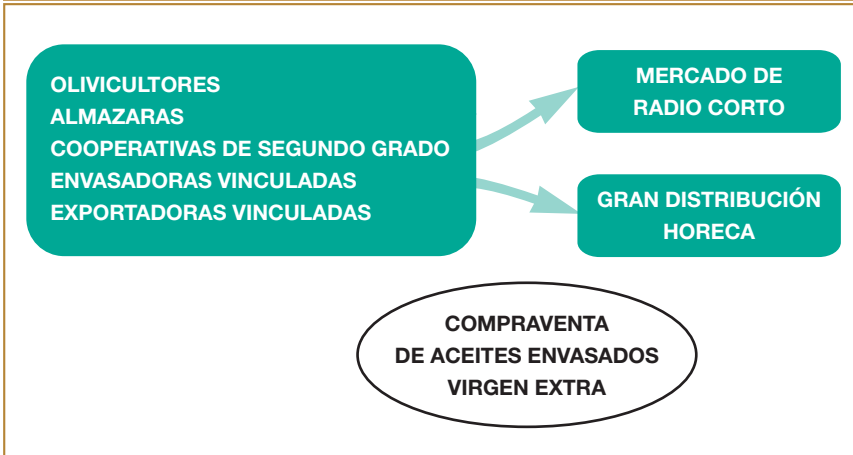 OLIVICULTORES
ALMAZARAS
COOPERATIVAS DE SEGUNDO GRADO
ENVASADORAS VINCULADAS
EXPORTADORAS VINCULADAS
MERCADO DE
RADIO CORTO
GRAN DISTRIBUCIÓN
HORECA
COMPRAVENTA
DE ACEITES ENVASADOS
VIRGEN EXTRA